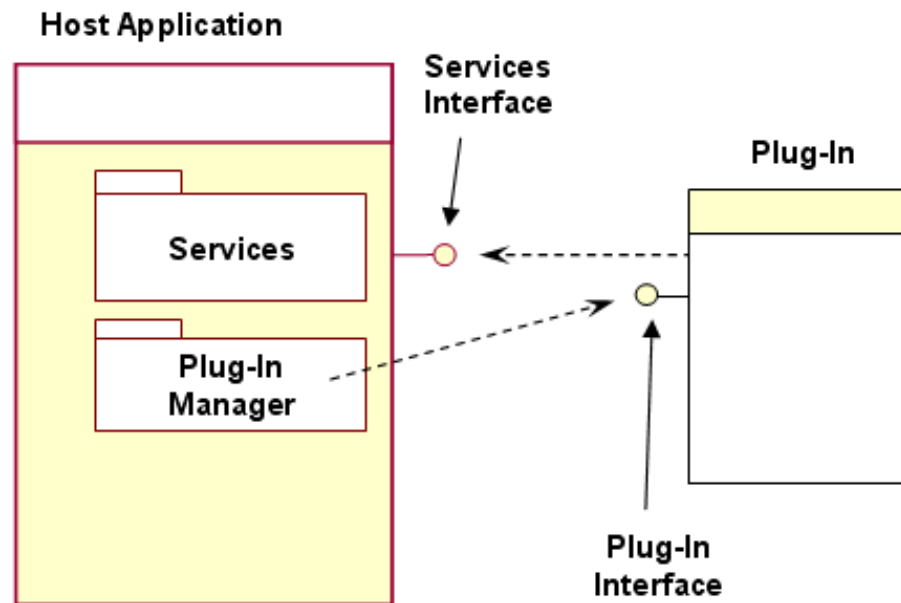 Host Application
Services
Interface
Plug-In
Services
Plug-In
Manager
Plug-In
Interface